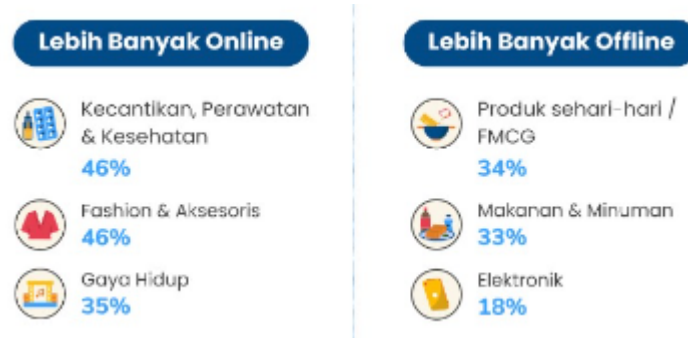 Lebih Banyak Online
Kecantikan, Perawatan
& Kesehatan
46%
Fashion & Aksesoris
46%
Gaya Hidup
35%
Lebih Banyak Offline
Produk sehari-hari /
FMCG
34%
Makanan & Minuman
33%
Elektronik
18%